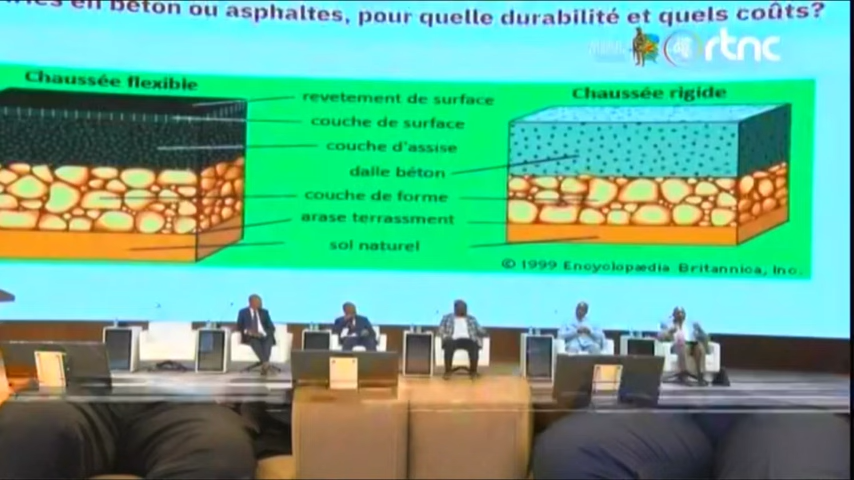 en béton ou asphaltes, pour quelle durabilité et quels coûts?
rtnc
Chaussée flexible
Chaussée rigide
revetement de surface
couche de surface
couche d'assise
dalle béton
couche de forme
arase terrassment
sol naturel
© 1999 Encyclopædia Britannica, Inc.